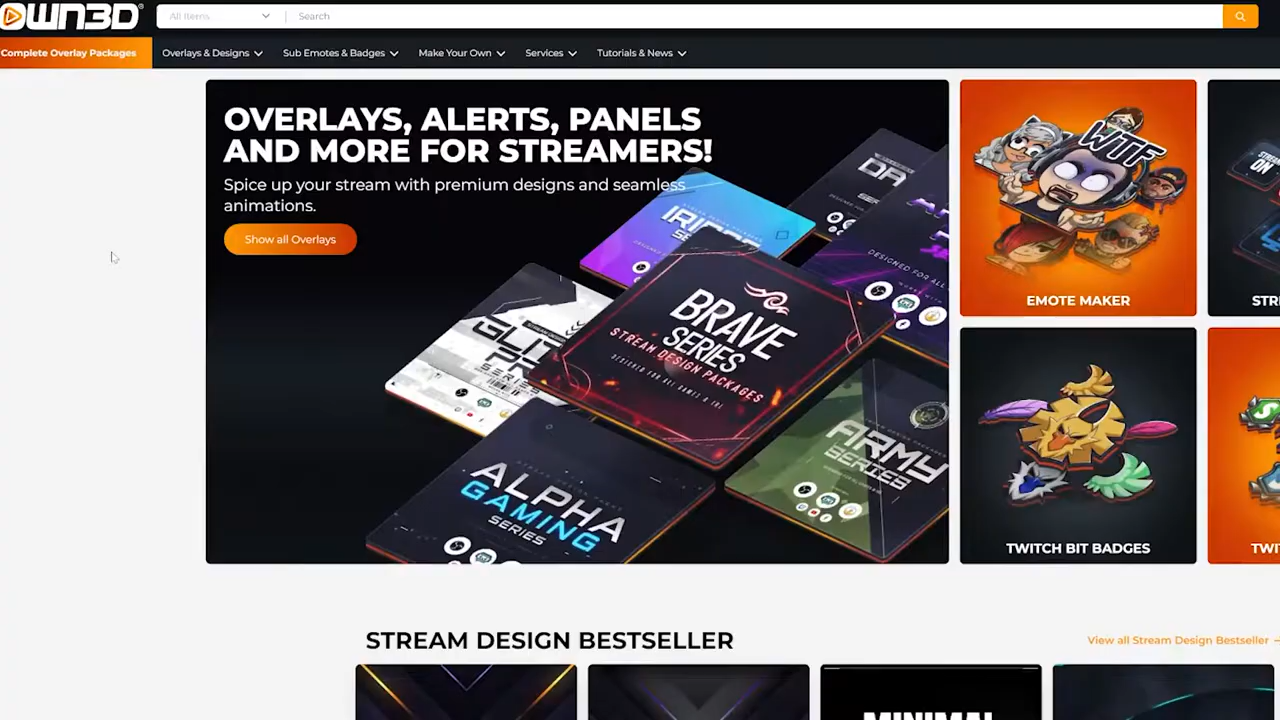 OWN3D
All Items
Search
Complete Overlay Packages
Overlays & Designs
Sub Emotes & Badges
Make Your Own
Services
Tutorials & News
OVERLAYS, ALERTS, PANELS
AND MORE FOR STREAMERS!
Spice up your stream with premium designs and seamless
animations.
Show all Overlays
BRAVE
SERIES
STREAM DESIGN PACKAGES
ARMY
SERIES
ALPHA
GAMING
SERIES
WTF
EMOTE MAKER
ON
TWITCH BIT BADGES
STREAM DESIGN BESTSELLER
View all Stream Design Bestseller
MINIMAL